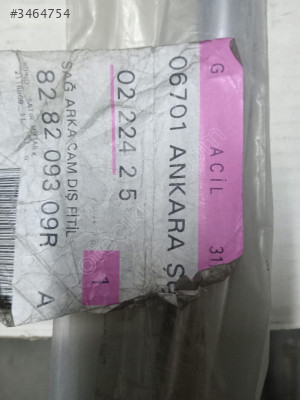 #3464754
G ACİL 31
06701 ANKARA Ş
02 224 2 5
1
SAĞ ARKA CAM DIŞ FİTİL
82 82 093 09R A